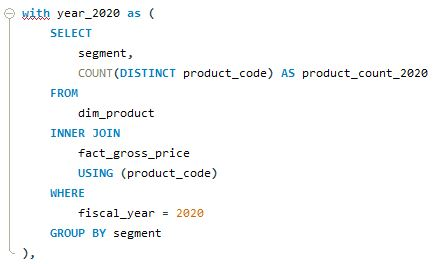 with year_2020 as (
SELECT
segment,
COUNT(DISTINCT product_code) AS product_count_2020
FROM
dim_product
INNER JOIN
fact_gross_price
USING (product_code)
WHERE
fiscal_year = 2020
GROUP BY segment
),